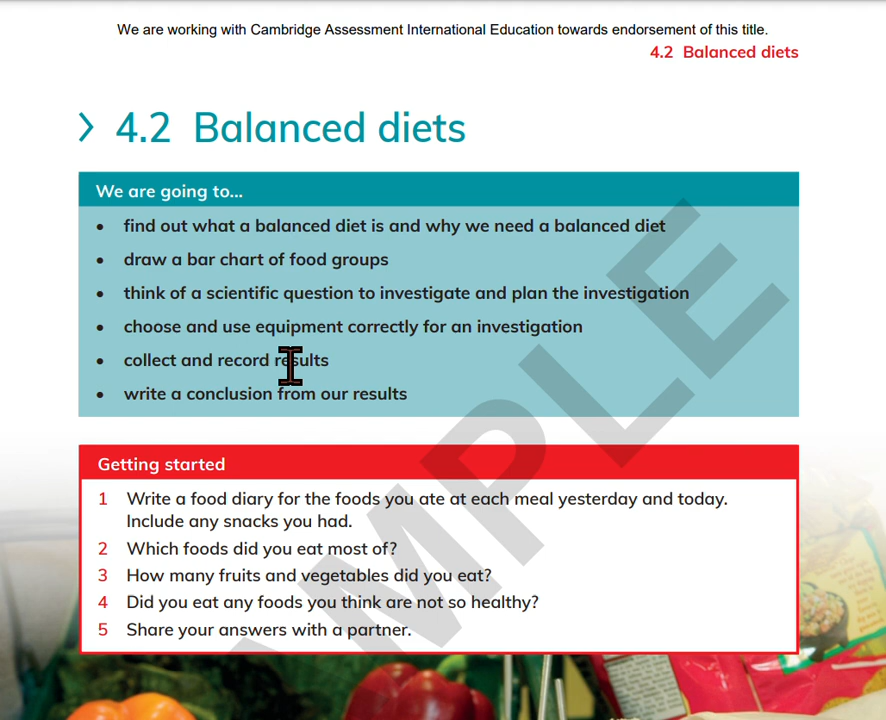 We are working with Cambridge Assessment International Education towards endorsement of this title.
4.2 Balanced diets
> 4.2 Balanced diets
We are going to...
• find out what a balanced diet is and why we need a balanced diet
• draw a bar chart of food groups
• think of a scientific question to investigate and plan the investigation
• choose and use equipment correctly for an investigation
• collect and record results
• write a conclusion from our results
Getting started
1 Write a food diary for the foods you ate at each meal yesterday and today.
Include any snacks you had.
2 Which foods did you eat most of?
3 How many fruits and vegetables did you eat?
4 Did you eat any foods you think are not so healthy?
5 Share your answers with a partner.
AMPLE